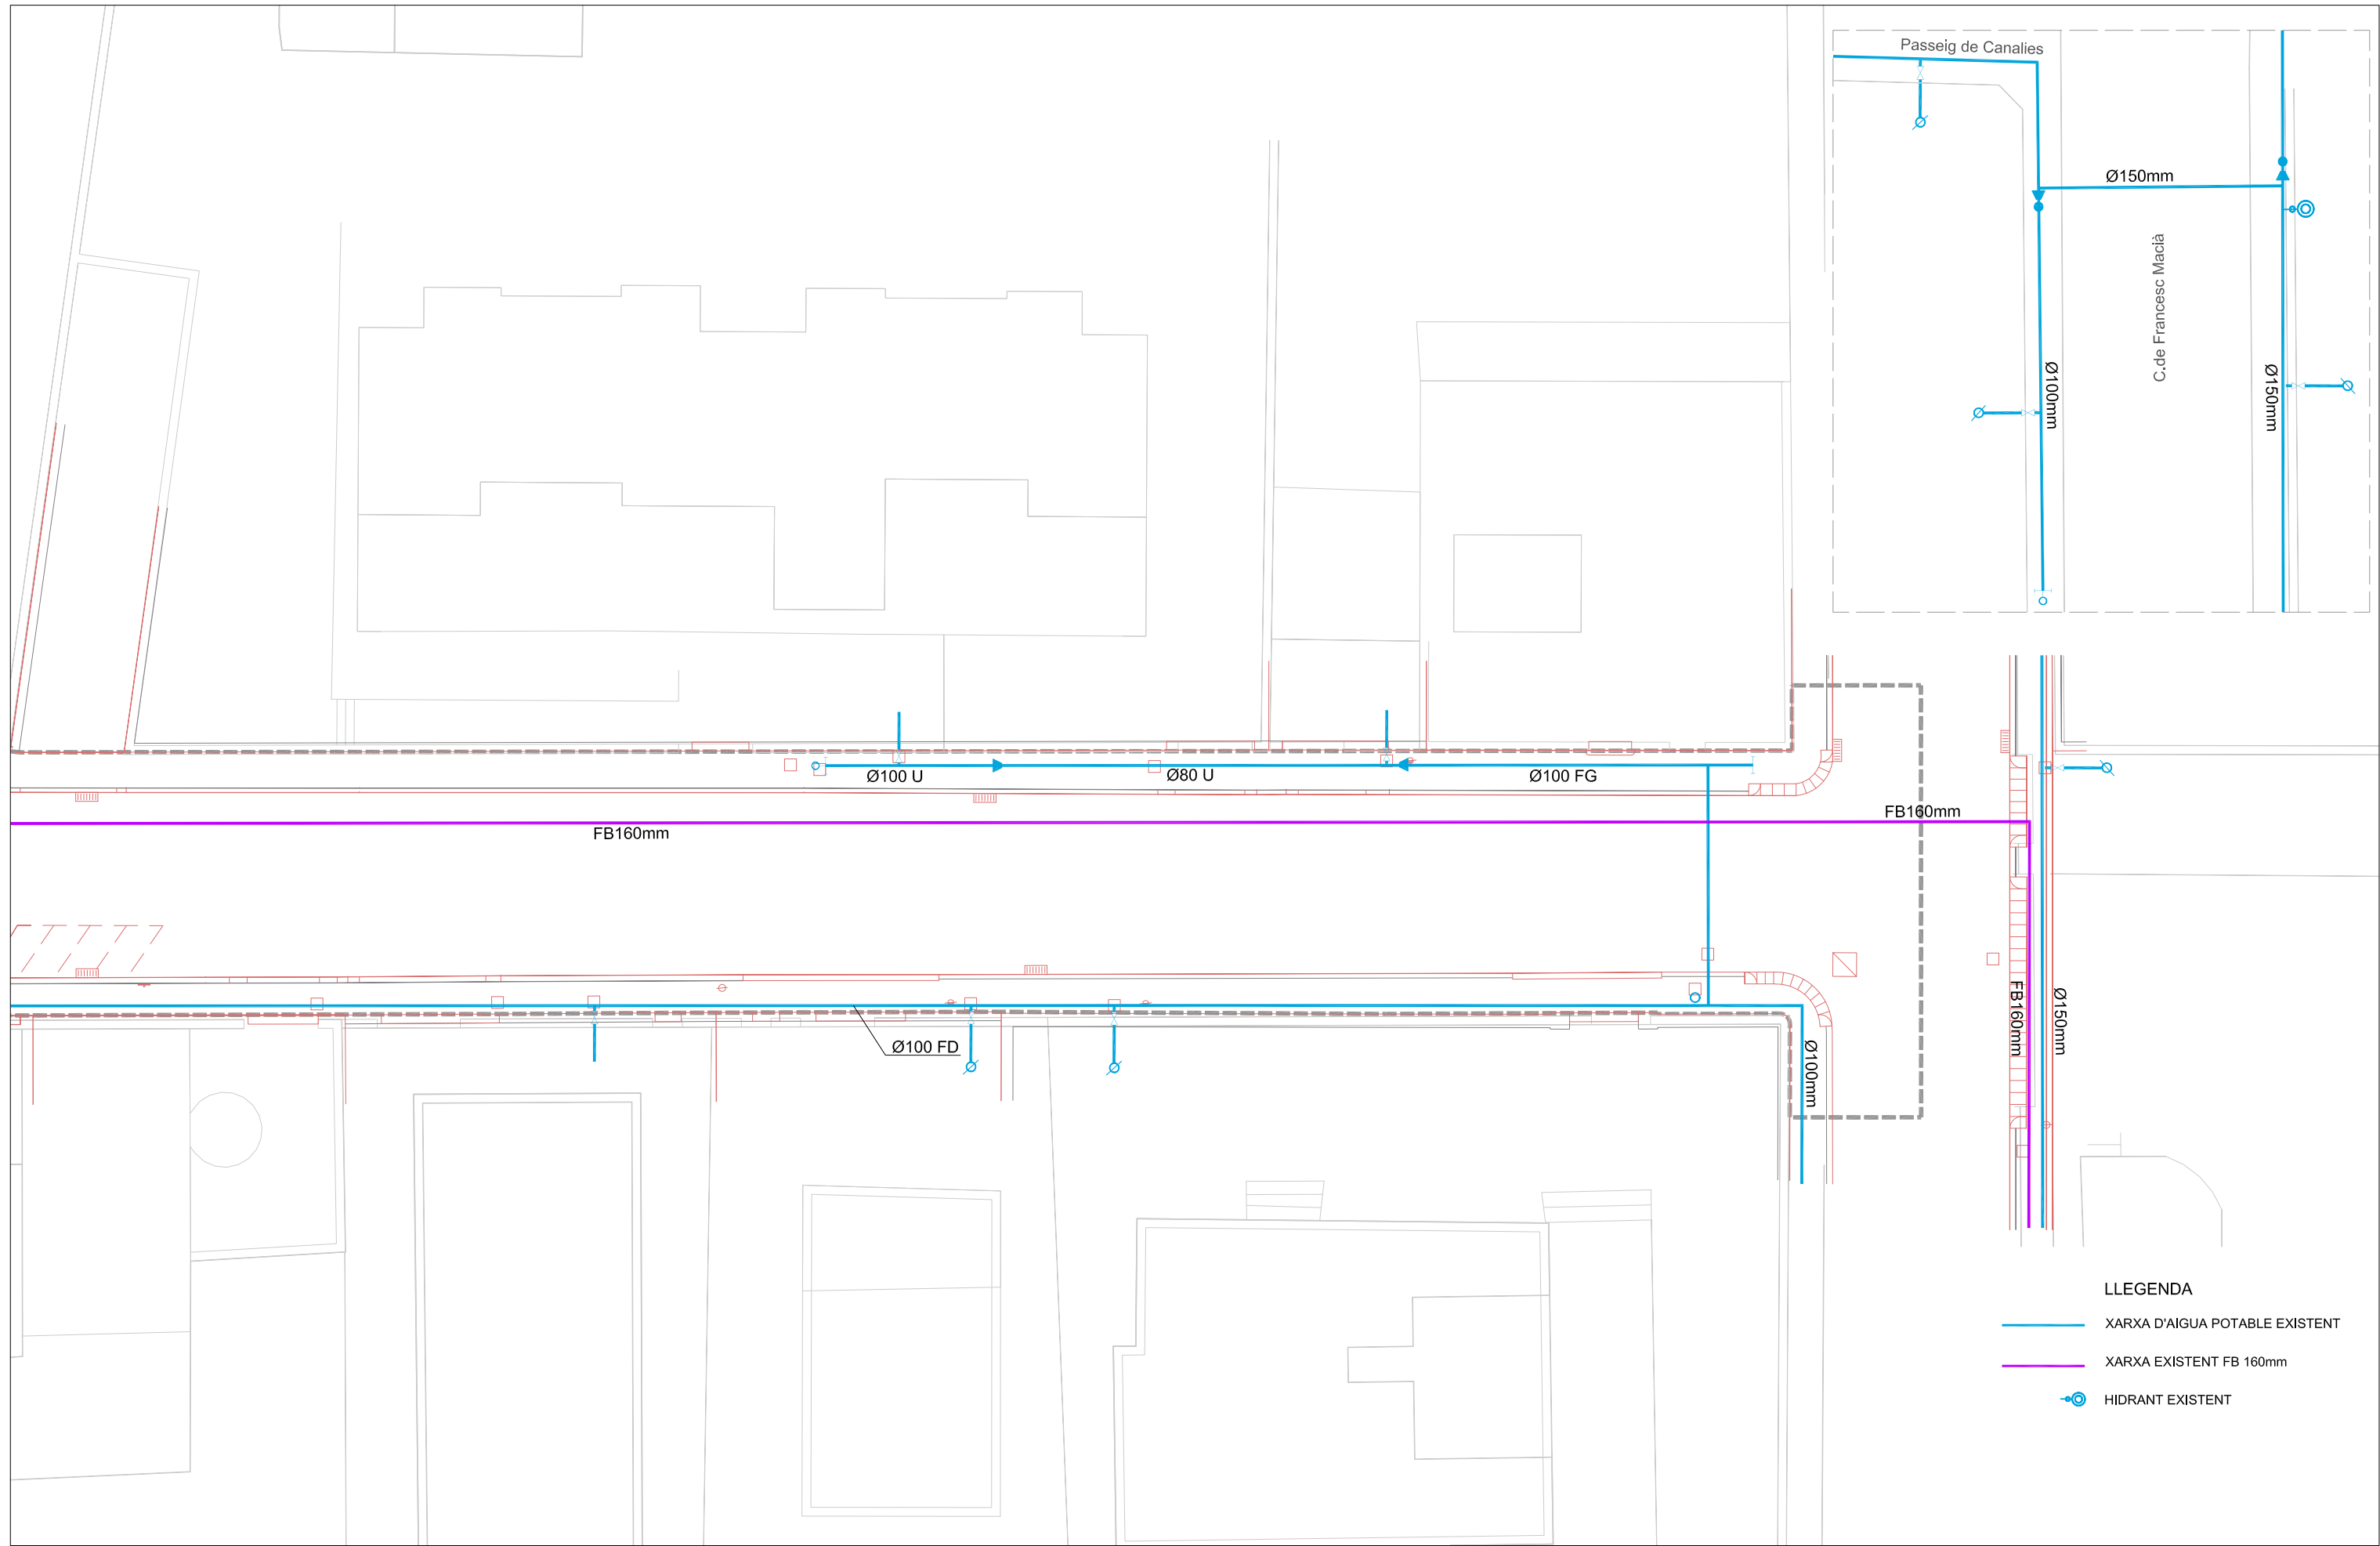 Passeig de Canalies
Ø150mm
C.de Francesc Macià
Ø100mm
Ø150mm
Ø100 U
Ø80 U
Ø100 FG
FB160mm
FB160mm
Ø100 FD
Ø100mm
FB160mm
Ø150mm
LLEGENDA
XARXA D'AIGUA POTABLE EXISTENT
XARXA EXISTENT FB 160mm
HIDRANT EXISTENT